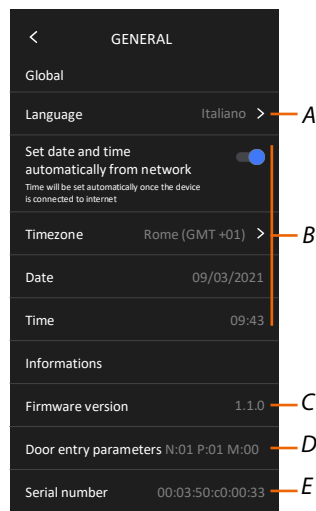 GENERAL
Global
Language Italiano A
Set date and time
automatically from network
Time will be set automatically once the device
is connected to internet
Timezone Rome (GMT +01) B
Date 09/03/2021
Time 09:43
Informations
Firmware version 1.1.0 C
Door entry parameters N:01 P:01 M:00 D
Serial number 00:03:50:c0:00:33 E